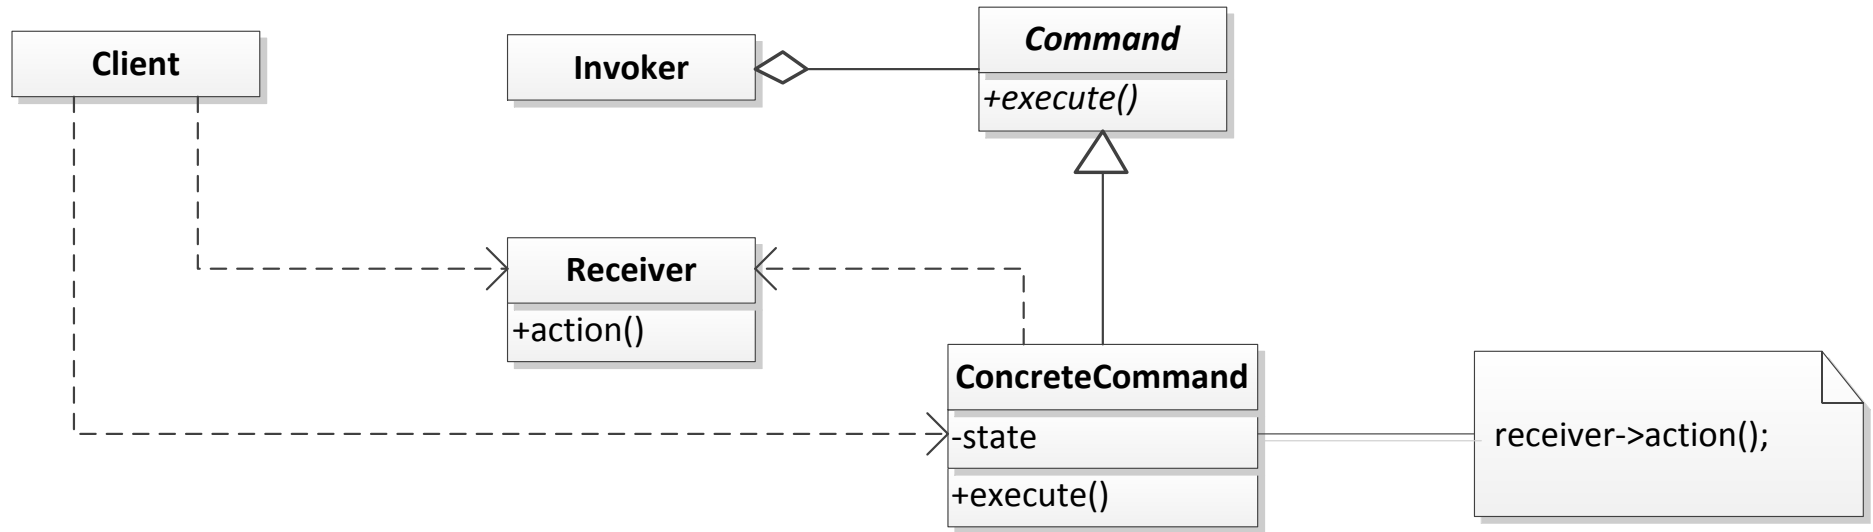 Client
Invoker
Command
+execute()
Receiver
+action()
ConcreteCommand
-state
+execute()
receiver->action();